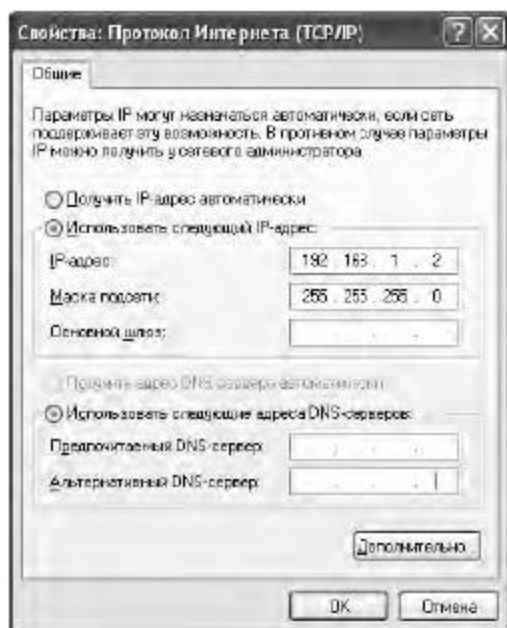 Свойства: Протокол Интернета (TCP/IP)
Общие
Параметры IP могут назначаться автоматически, если сеть
поддерживает эту возможность. В противном случае параметры
IP можно получить у сетевого администратора.
Получить IP-адрес автоматически
Использовать следующий IP-адрес:
IP-адрес: 192 . 168 . 1 . 2
Маска подсети: 255 . 255 . 255 . 0
Основной шлюз: . . .
Получить адрес DNS-сервера автоматически
Использовать следующие адреса DNS-серверов:
Предпочитаемый DNS-сервер: . . .
Альтернативный DNS-сервер: . . .
Дополнительно...
OK Отмена